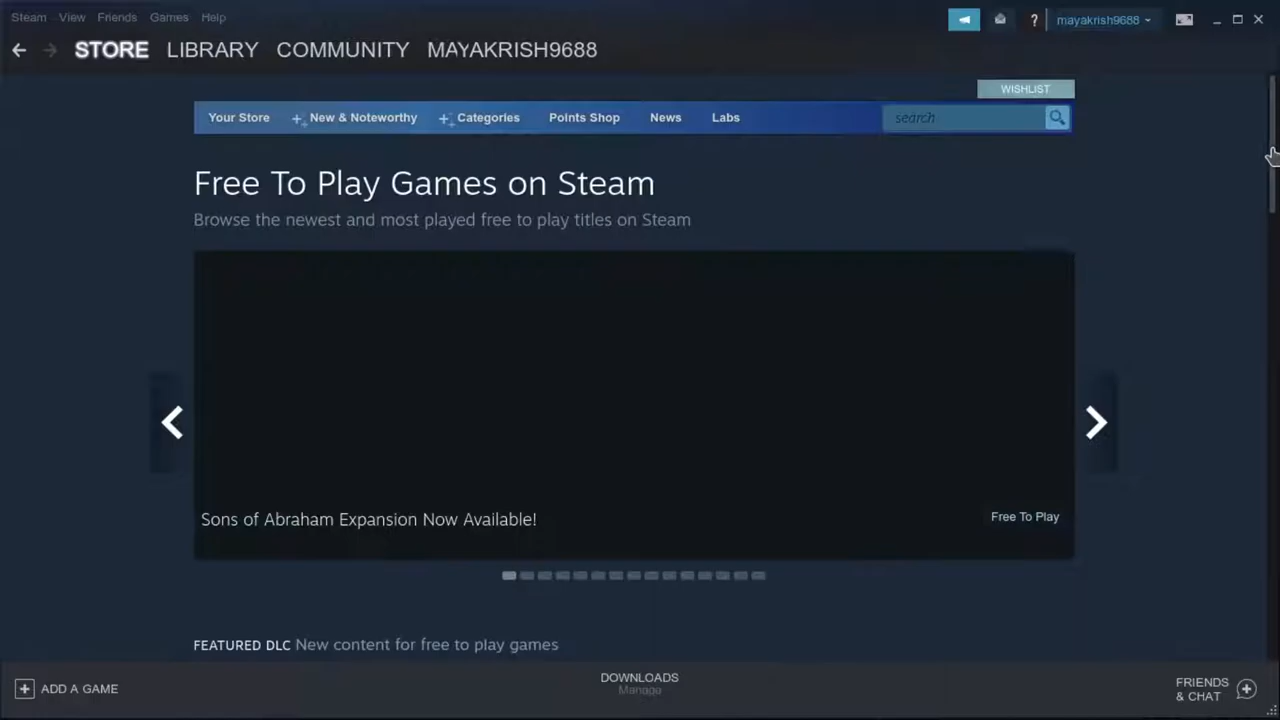 Steam View Friends Games Help
? mayakrish9688
STORE LIBRARY COMMUNITY MAYAKRISH9688
WISHLIST
Your Store New & Noteworthy Categories Points Shop News Labs search
Free To Play Games on Steam
Browse the newest and most played free to play titles on Steam
Sons of Abraham Expansion Now Available! Free To Play
FEATURED DLC New content for free to play games
DOWNLOADS
Manage
ADD A GAME
FRIENDS
& CHAT